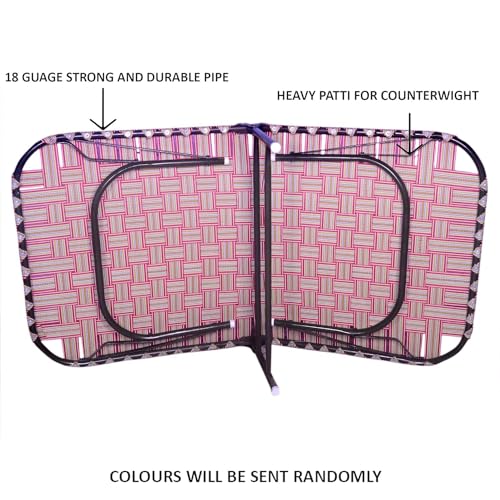 18 GUAGE STRONG AND DURABLE PIPE
HEAVY PATTI FOR COUNTERWIGHT
COLOURS WILL BE SENT RANDOMLY